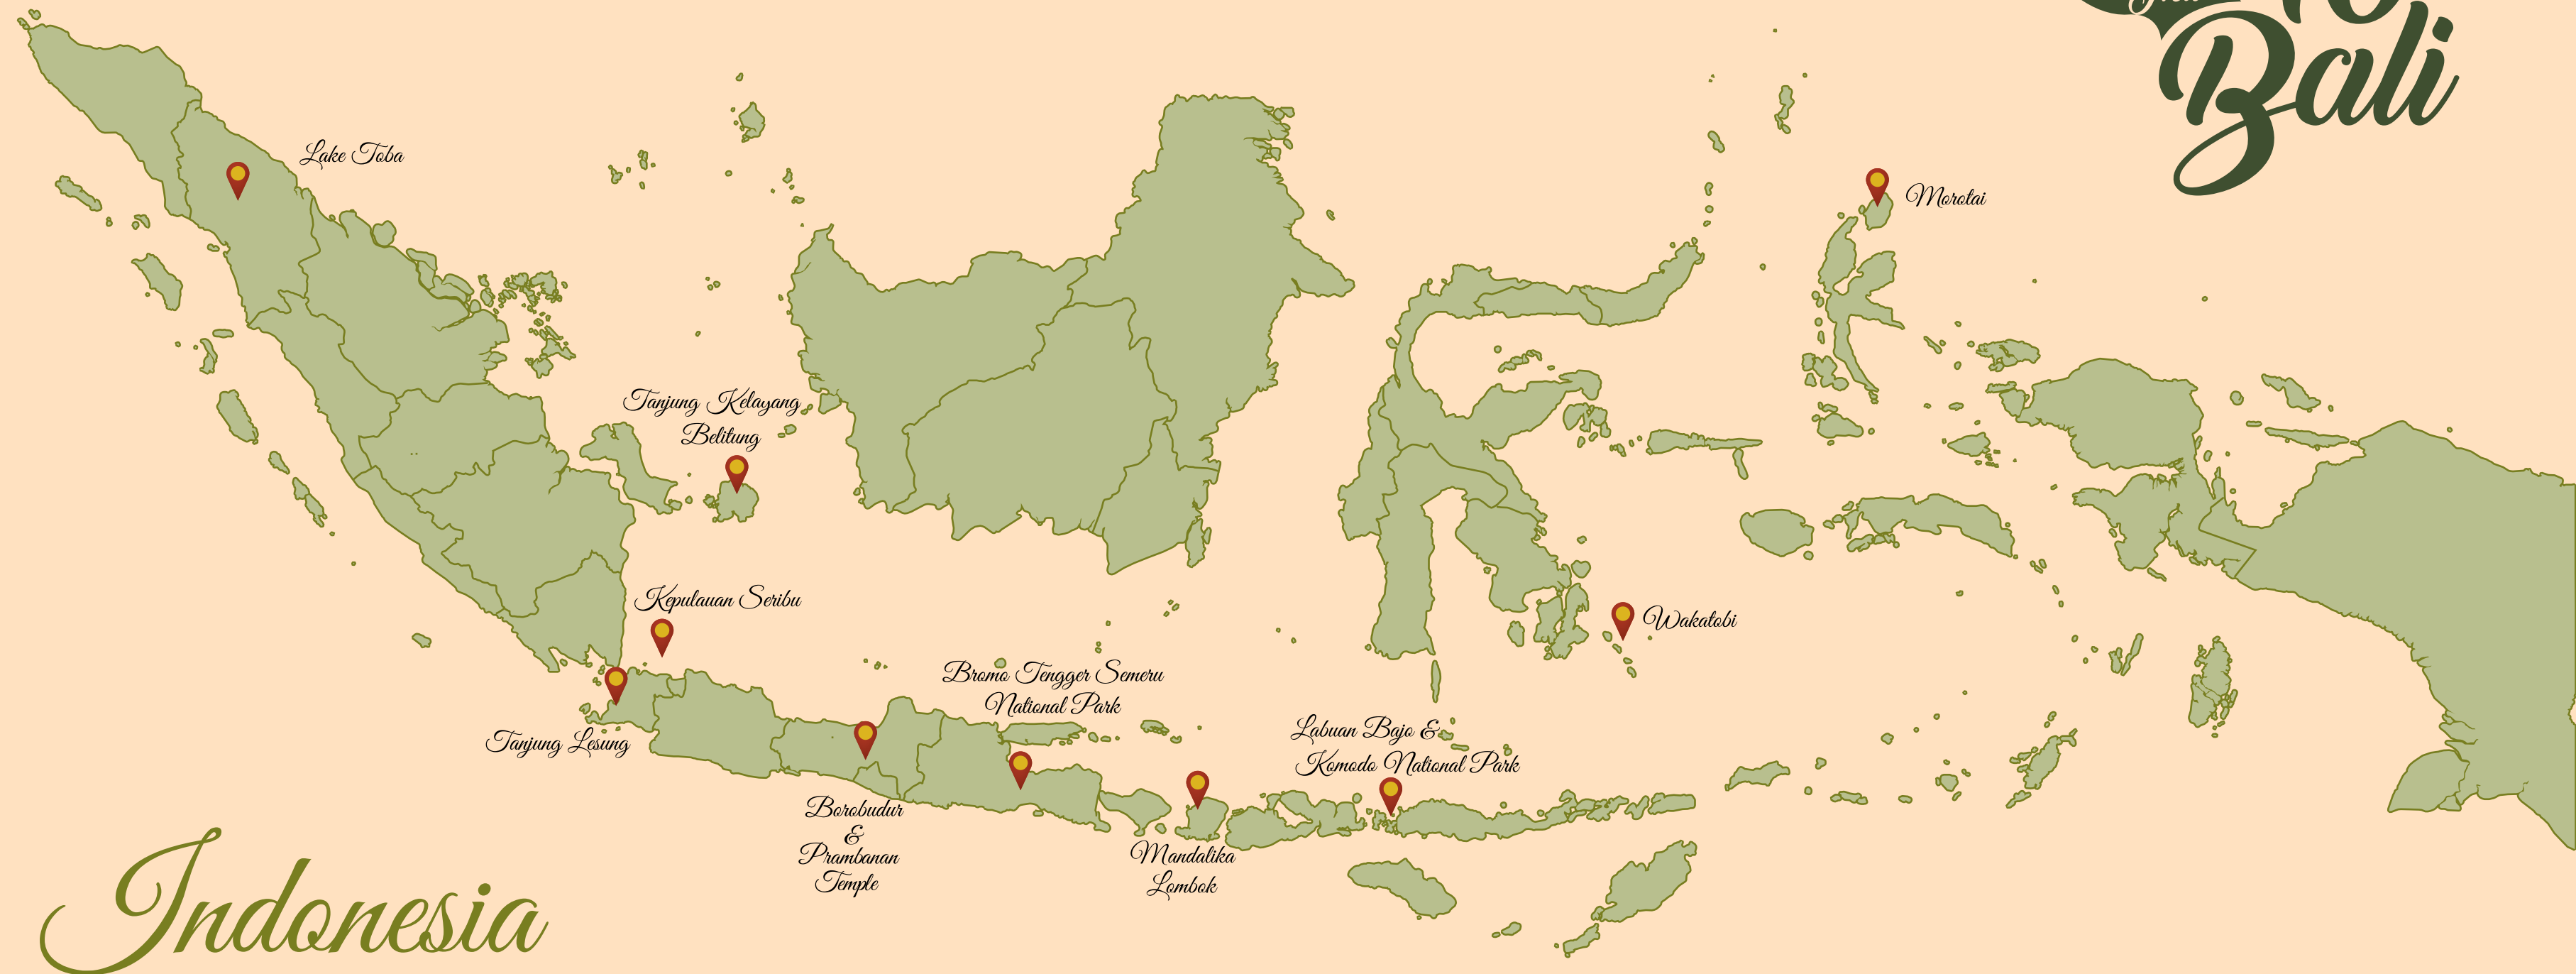 Bali
Lake Toba
Morotai
Tanjung Kelayang
Belitung
Kepulauan Seribu
Wakatobi
Bromo Tengger Semeru
National Park
Tanjung Lesung
Labuan Bajo &
Komodo National Park
Borobudur
&
Prambanan
Temple
Mandalika
Lombok
Indonesia